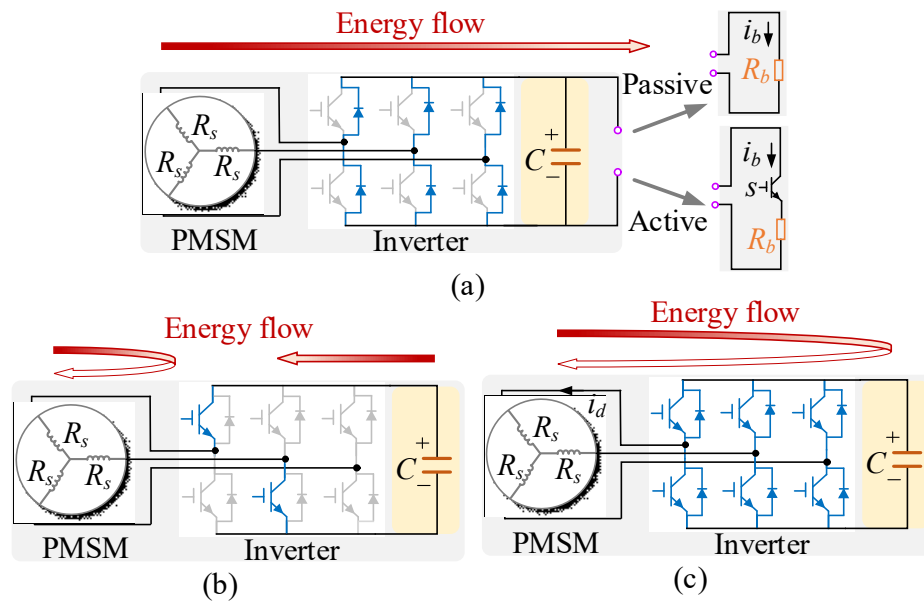 Energy flow
i_b
R_b
Passive
R_s
R_s
R_s
C
+
−
i_b
s
R_b
Active
PMSM
Inverter
(a)
Energy flow
R_s
R_s
R_s
C
+
−
PMSM
Inverter
(b)
Energy flow
i_d
R_s
R_s
R_s
C
+
−
PMSM
Inverter
(c)